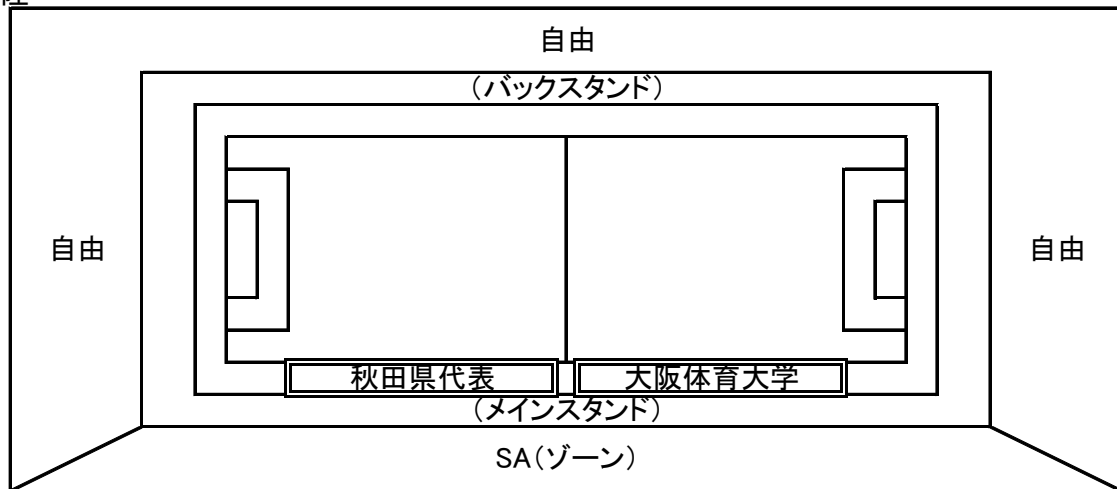 自由
(バックスタンド)
自由
自由
秋田県代表
大阪体育大学
(メインスタンド)
SA(ゾーン)